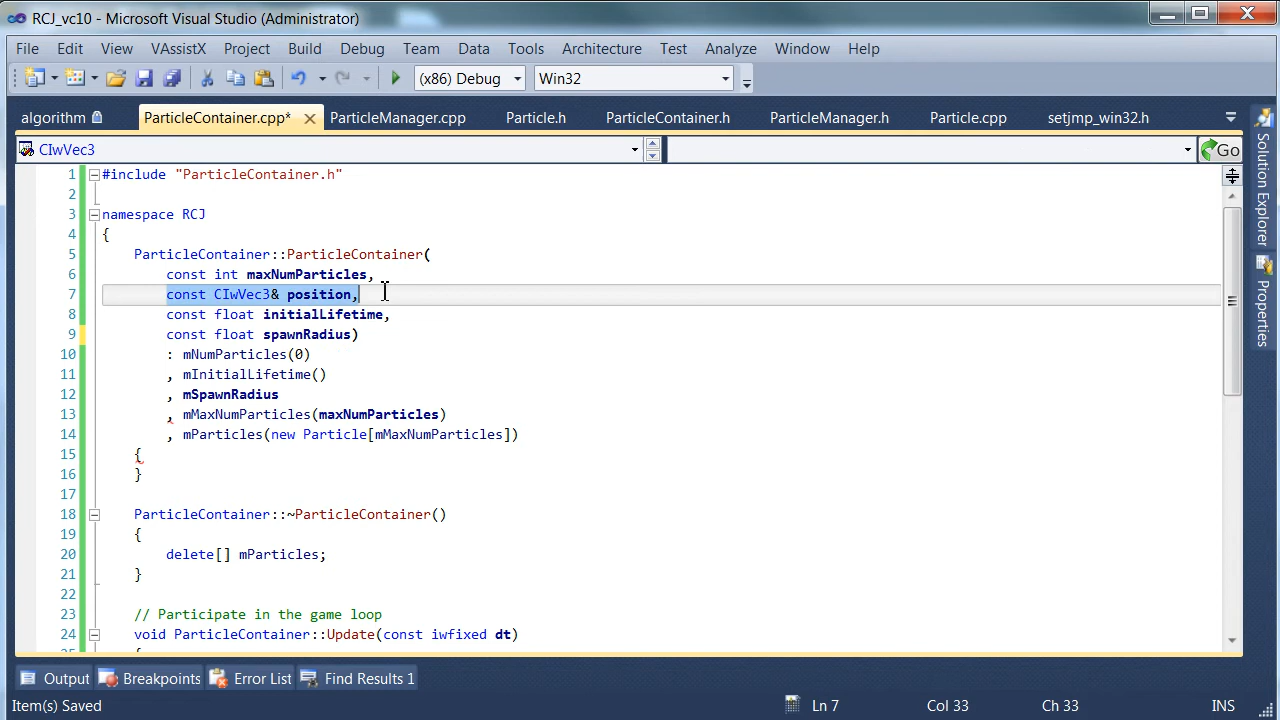 RCJ_vc10 - Microsoft Visual Studio (Administrator)
File Edit View VAssistX Project Build Debug Team Data Tools Architecture Test Analyze Window Help
(x86) Debug Win32
algorithm ParticleContainer.cpp* ParticleManager.cpp Particle.h ParticleContainer.h ParticleManager.h Particle.cpp setjmp_win32.h
CIwVec3 Go
1 #include "ParticleContainer.h"
2
3 namespace RCJ
4 {
5 ParticleContainer::ParticleContainer(
6 const int maxNumParticles,
7 const CIwVec3& position,
8 const float initialLifetime,
9 const float spawnRadius)
10 : mNumParticles(0)
11 , mInitialLifetime()
12 , mSpawnRadius
13 , mMaxNumParticles(maxNumParticles)
14 , mParticles(new Particle[mMaxNumParticles])
15 {
16 }
17
18 ParticleContainer::~ParticleContainer()
19 {
20 delete[] mParticles;
21 }
22
23 // Participate in the game loop
24 void ParticleContainer::Update(const iwfixed dt)
Solution Explorer
Properties
Output Breakpoints Error List Find Results 1
Item(s) Saved Ln 7 Col 33 Ch 33 INS